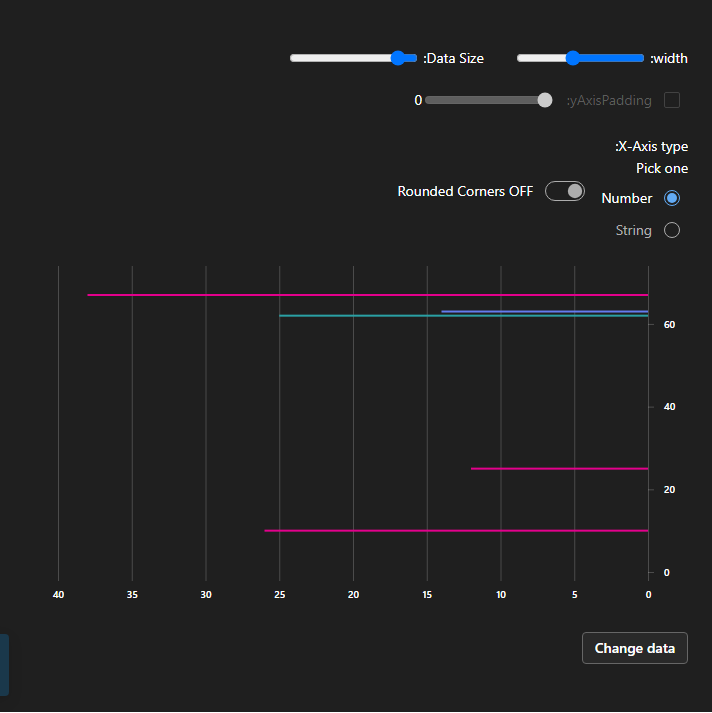 :width
:Data Size
:yAxisPadding
0
:X-Axis type
Pick one
Number
String
Rounded Corners OFF
60
40
20
0
40 35 30 25 20 15 10 5 0
Change data